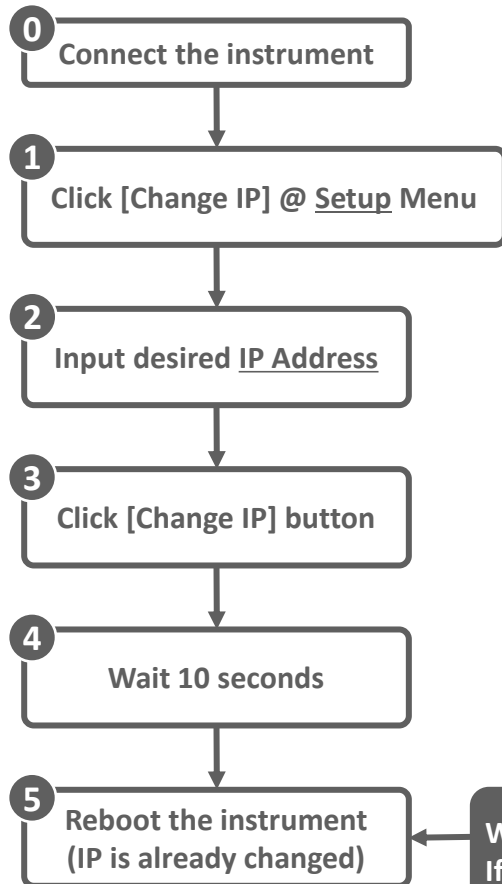 0
Connect the instrument
1
Click [Change IP] @ Setup Menu
2
Input desired IP Address
3
Click [Change IP] button
4
Wait 10 seconds
5
Reboot the instrument
(IP is already changed)
If